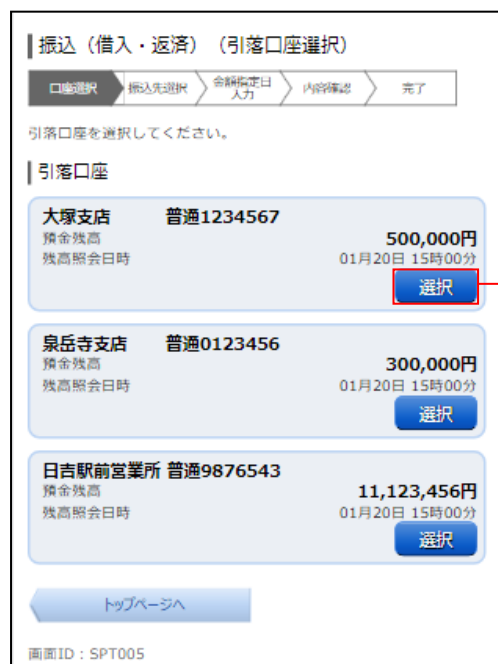 振込（借入・返済）（引落口座選択）
口座選択 振込先選択 金額指定日入力 内容確認 完了
引落口座を選択してください。
引落口座
大塚支店 普通1234567
預金残高 500,000円
残高照会日時 01月20日 15時00分
選択
泉岳寺支店 普通0123456
預金残高 300,000円
残高照会日時 01月20日 15時00分
選択
日吉駅前営業所 普通9876543
預金残高 11,123,456円
残高照会日時 01月20日 15時00分
選択
トップページへ
画面ID：SPT005